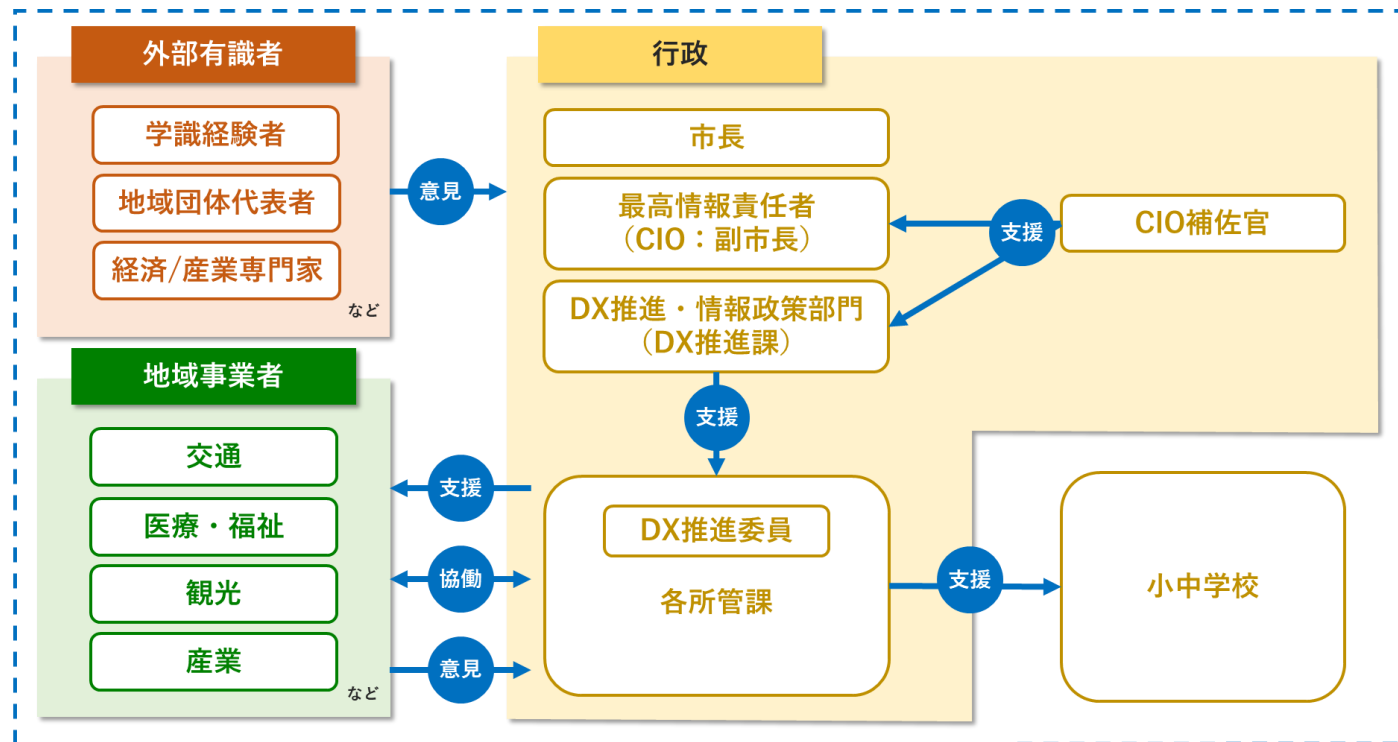 外部有識者
学識経験者
地域団体代表者
経済/産業専門家
など
意見
行政
市長
最高情報責任者
（CIO：副市長）
支援
CIO補佐官
DX推進・情報政策部門
（DX推進課）
支援
地域事業者
交通
医療・福祉
観光
産業
など
支援
協働
意見
DX推進委員
各所管課
支援
小中学校